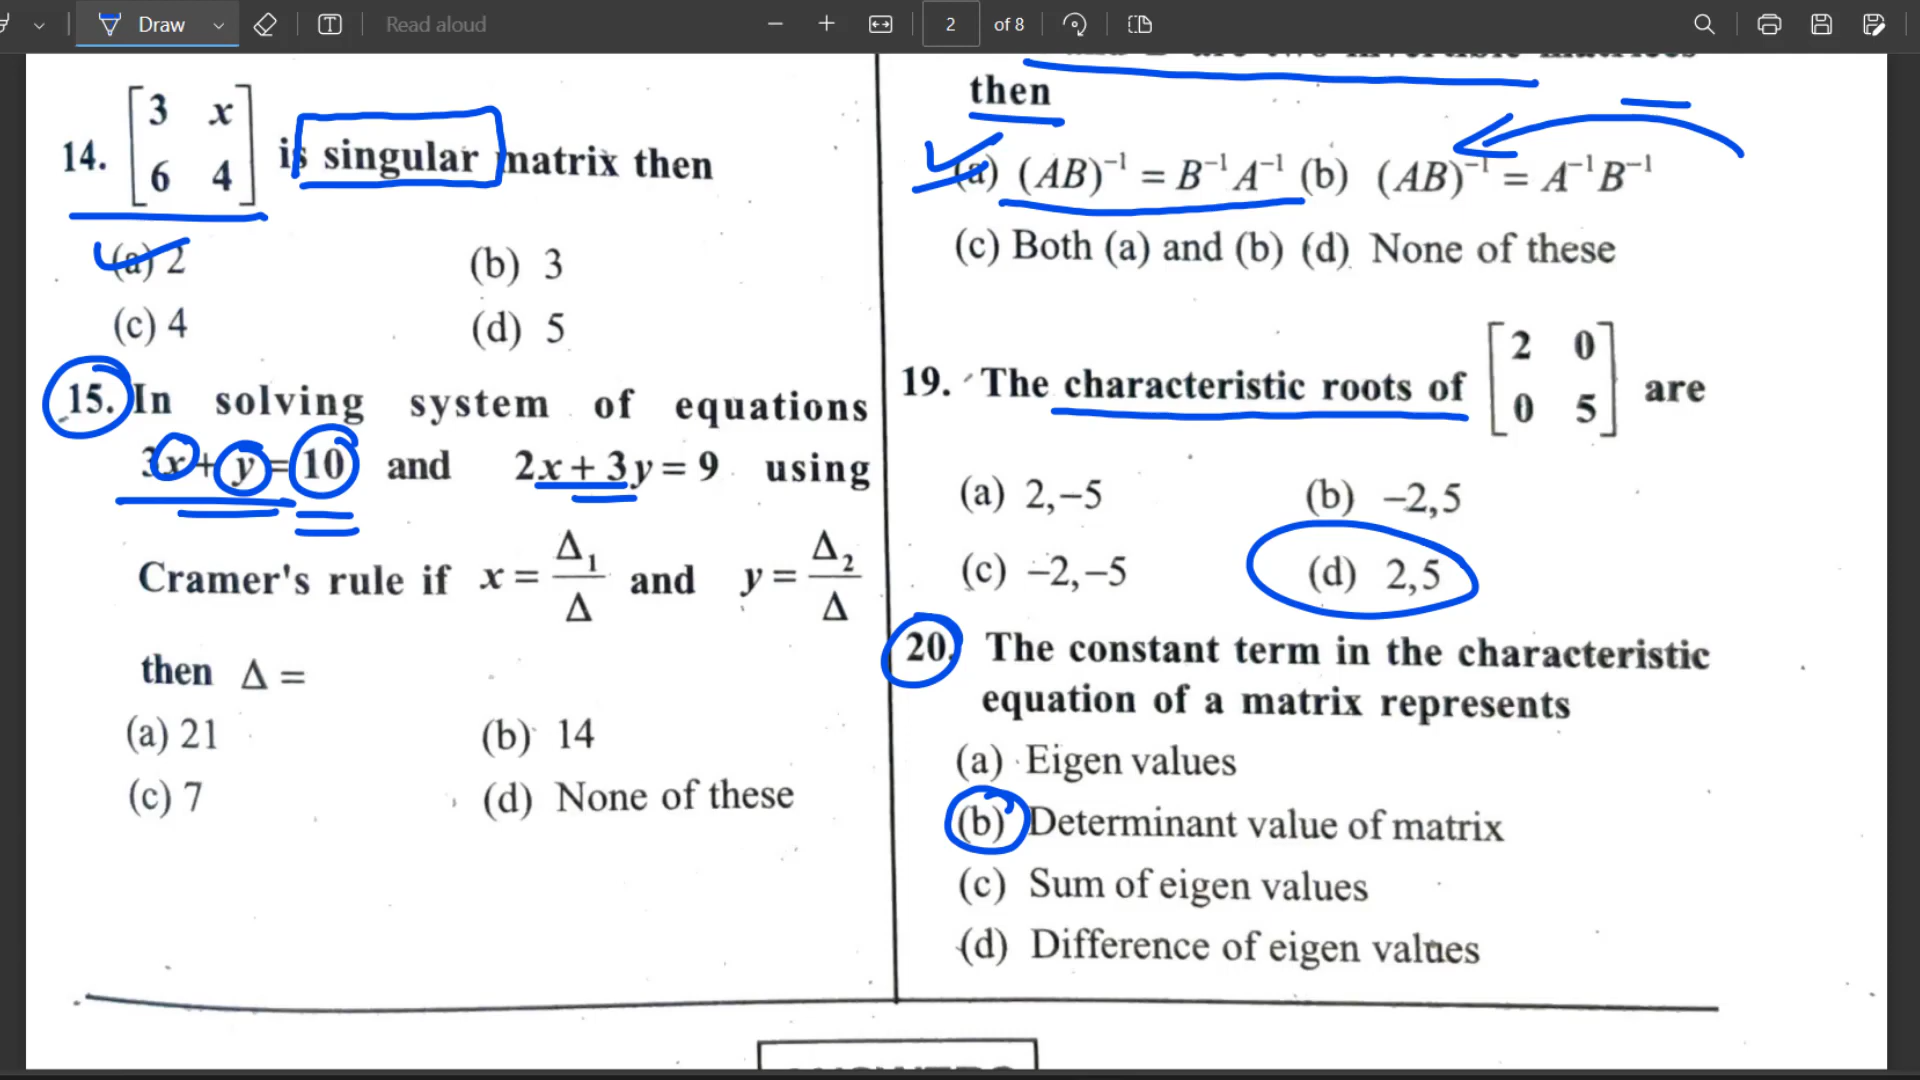 Draw
Read aloud
2 of 8
14. [3 x
6 4] is singular matrix then
(a) 2 (b) 3
(c) 4 (d) 5
15. In solving system of equations
3x + y = 10 and 2x + 3y = 9 using
Cramer's rule if x = Δ₁/Δ and y = Δ₂/Δ
then Δ =
(a) 21 (b) 14
(c) 7 (d) None of these
are two invertible matrices
then
(a) (AB)⁻¹ = B⁻¹A⁻¹ (b) (AB)⁻¹ = A⁻¹B⁻¹
(c) Both (a) and (b) (d) None of these
19. The characteristic roots of [2 0
0 5] are
(a) 2,–5 (b) –2,5
(c) –2,–5 (d) 2,5
20. The constant term in the characteristic
equation of a matrix represents
(a) Eigen values
(b) Determinant value of matrix
(c) Sum of eigen values
(d) Difference of eigen values